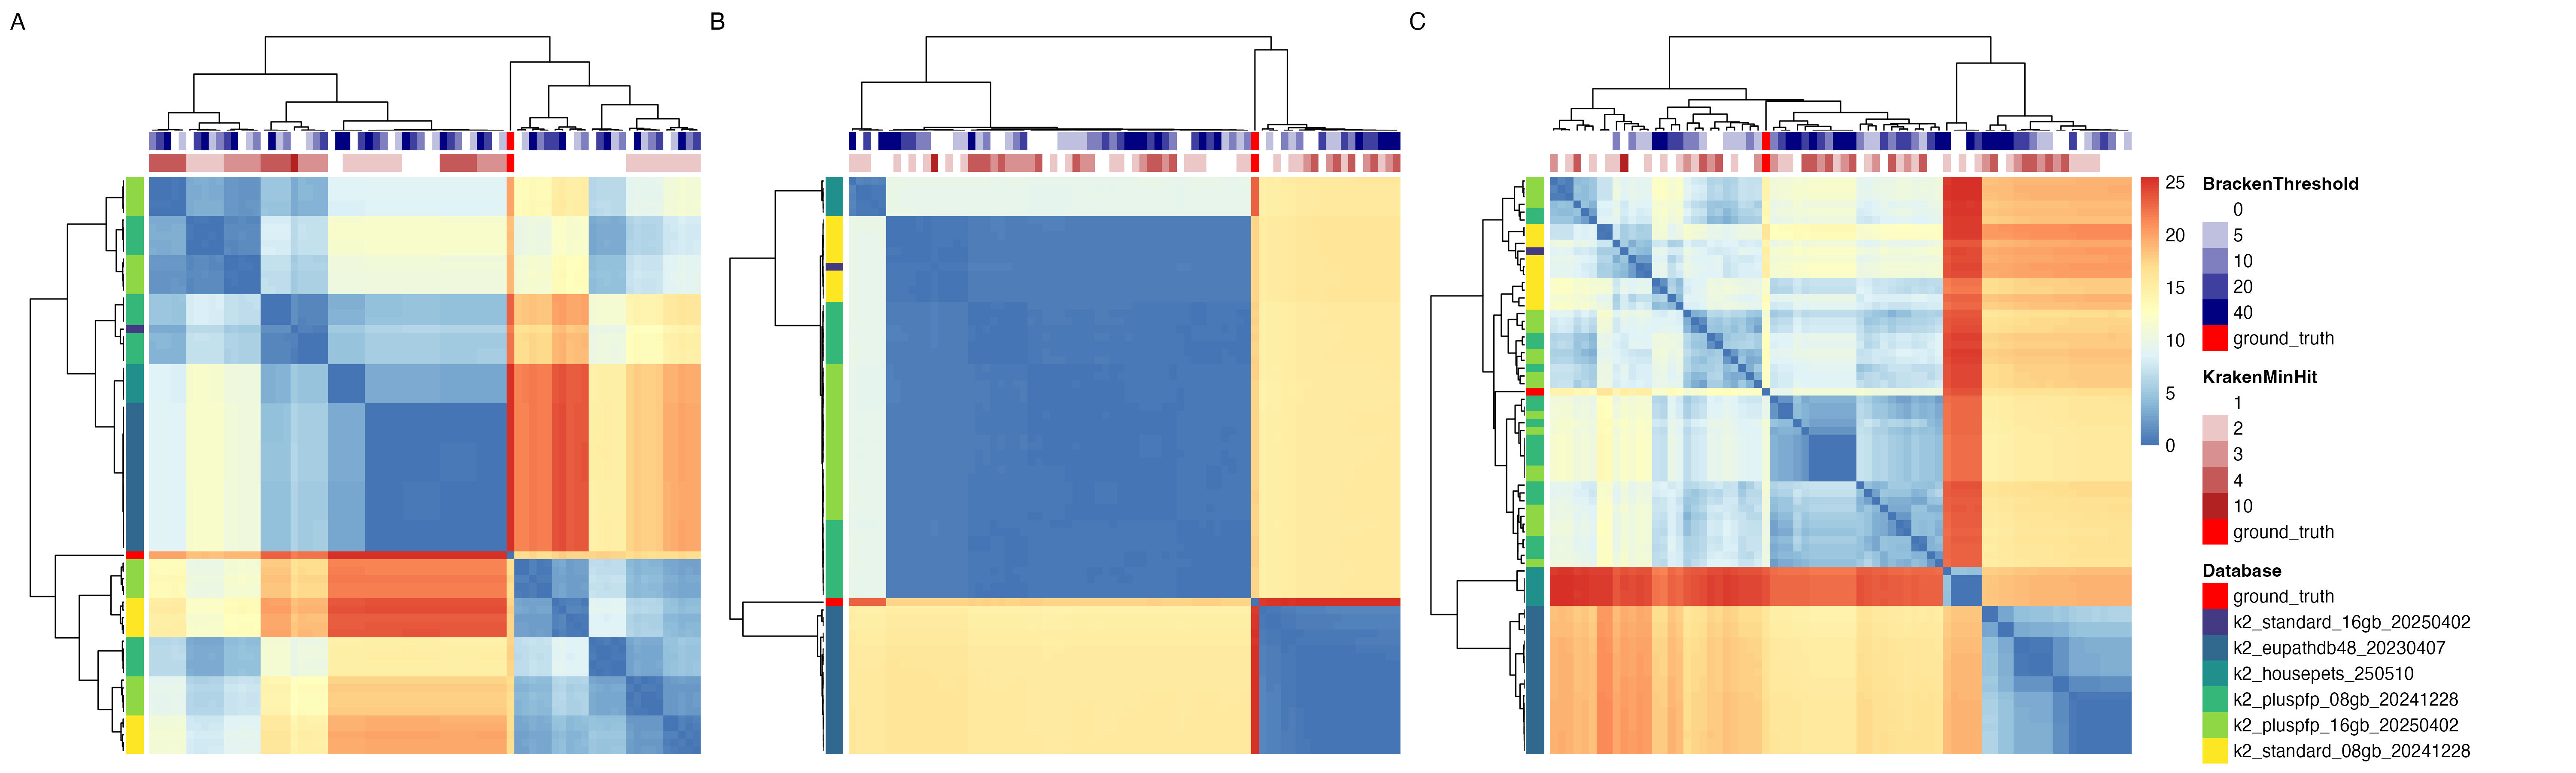 A
B
C
25
20
15
10
5
0
BrackenThreshold
0
5
10
20
40
ground_truth
KrakenMinHit
1
2
3
4
10
ground_truth
Database
ground_truth
k2_standard_16gb_20250402
k2_eupathdb48_20230407
k2_housepets_250510
k2_pluspfp_08gb_20241228
k2_pluspfp_16gb_20250402
k2_standard_08gb_20241228